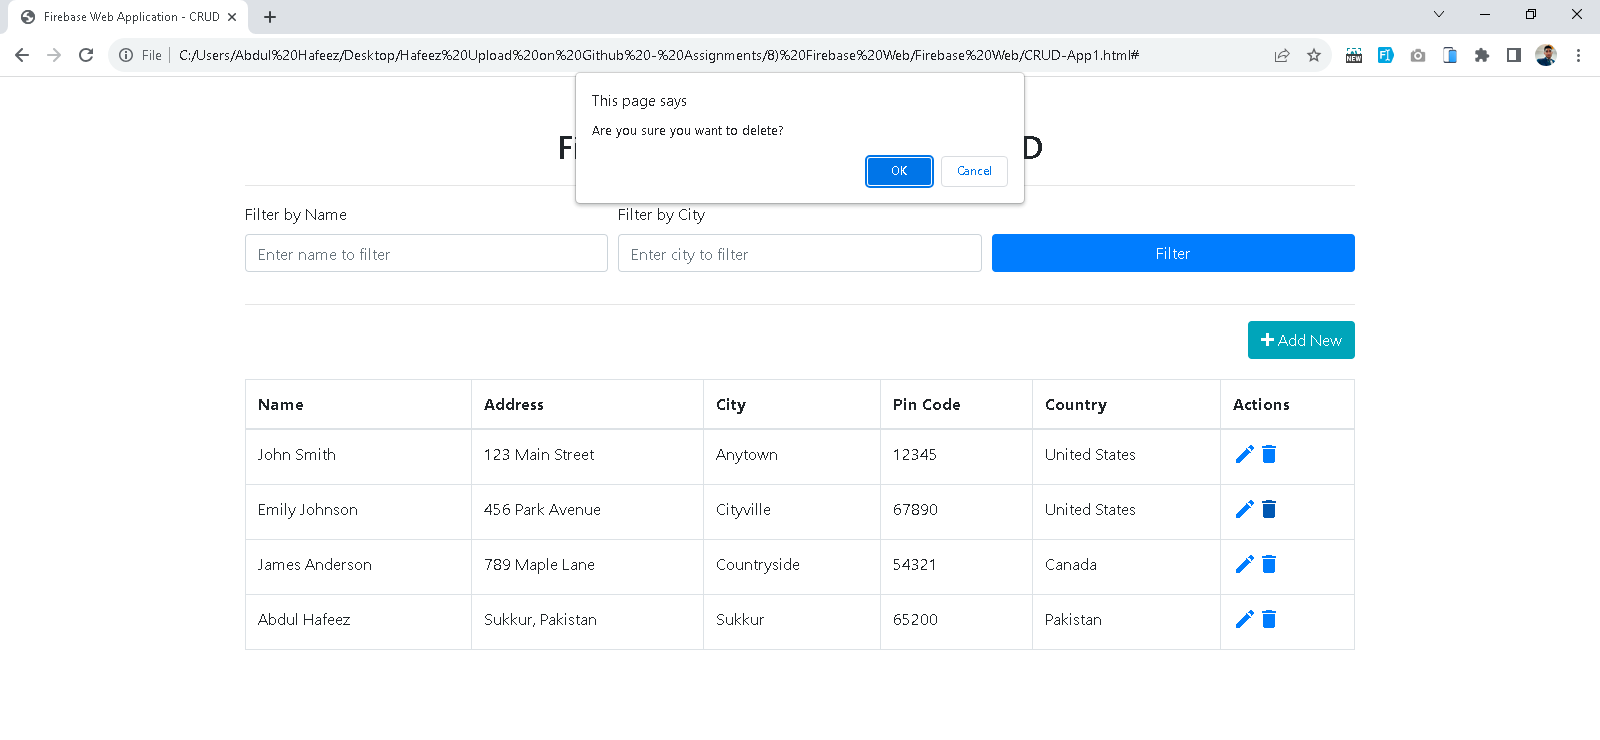 Firebase Web Application - CRUD
File C:/Users/Abdul%20Hafeez/Desktop/Hafeez%20Upload%20on%20Github%20-%20Assignments/8)%20Firebase%20Web/Firebase%20Web/CRUD-App1.html#
NEW
This page says
Are you sure you want to delete?
OK Cancel
Filter by Name Filter by City
Enter name to filter Enter city to filter Filter
Add New
Name Address City Pin Code Country Actions
John Smith 123 Main Street Anytown 12345 United States
Emily Johnson 456 Park Avenue Cityville 67890 United States
James Anderson 789 Maple Lane Countryside 54321 Canada
Abdul Hafeez Sukkur, Pakistan Sukkur 65200 Pakistan